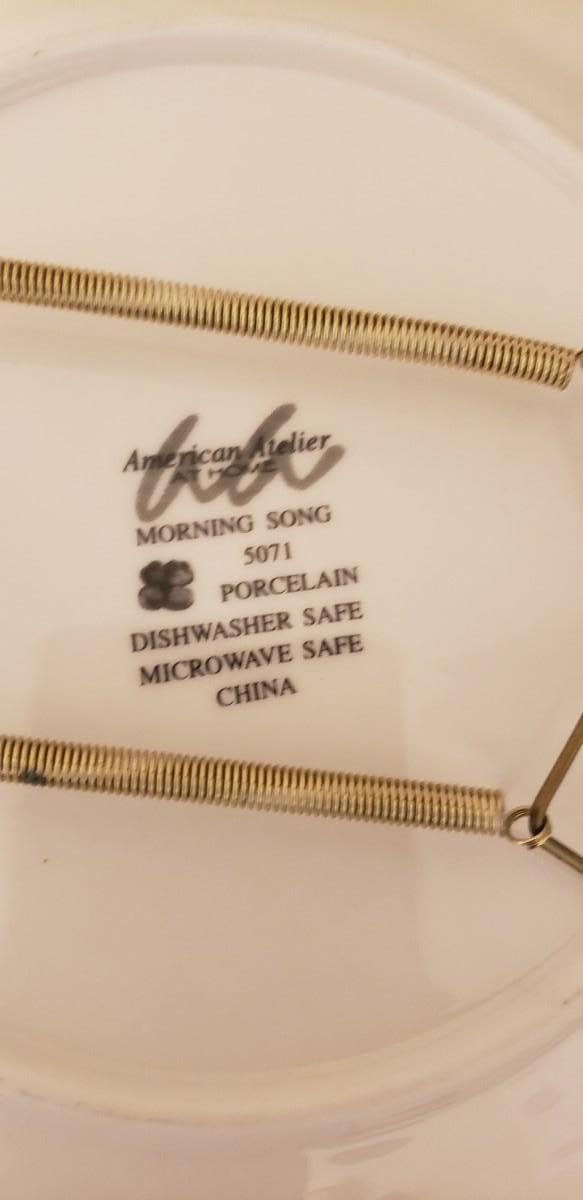 American Atelier
AT HOME
MORNING SONG
5071
PORCELAIN
DISHWASHER SAFE
MICROWAVE SAFE
CHINA